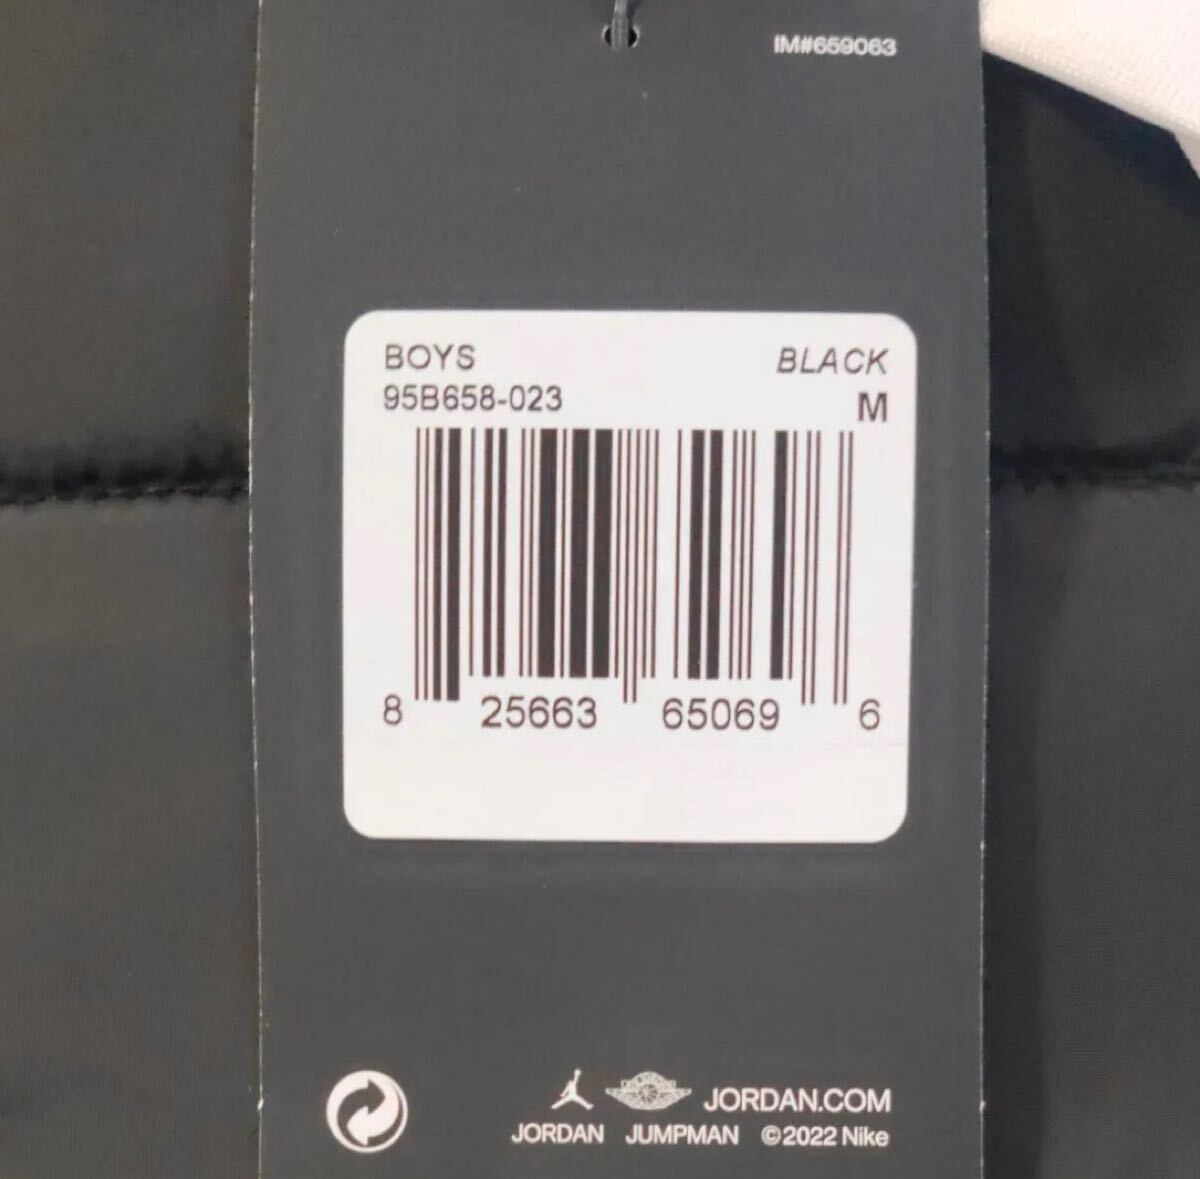 IM#659063
BOYS BLACK
95B658-023 M
8 25663 65069 6
JORDAN.COM
JORDAN JUMPMAN ©2022 Nike